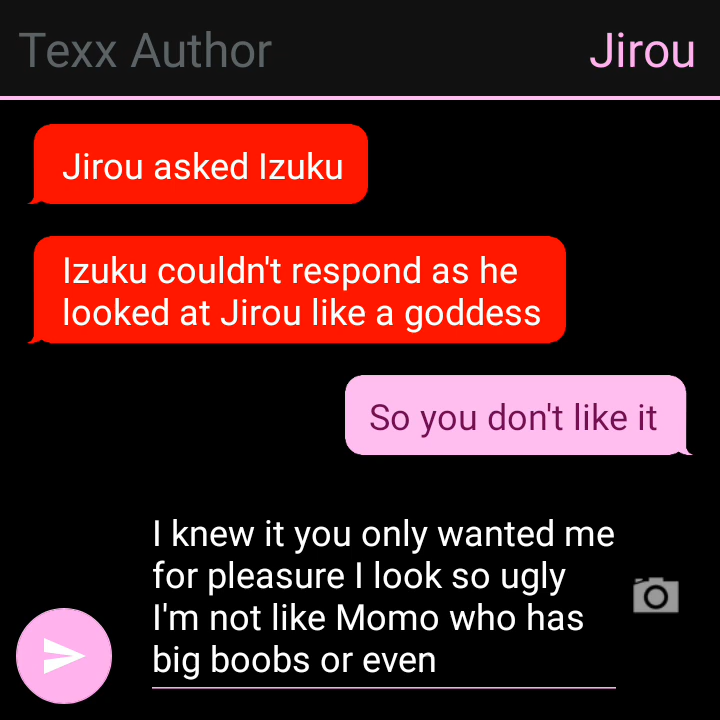 Texx Author
Jirou
Jirou asked Izuku
Izuku couldn't respond as he
looked at Jirou like a goddess
So you don't like it
I knew it you only wanted me
for pleasure I look so ugly
I'm not like Momo who has
big boobs or even